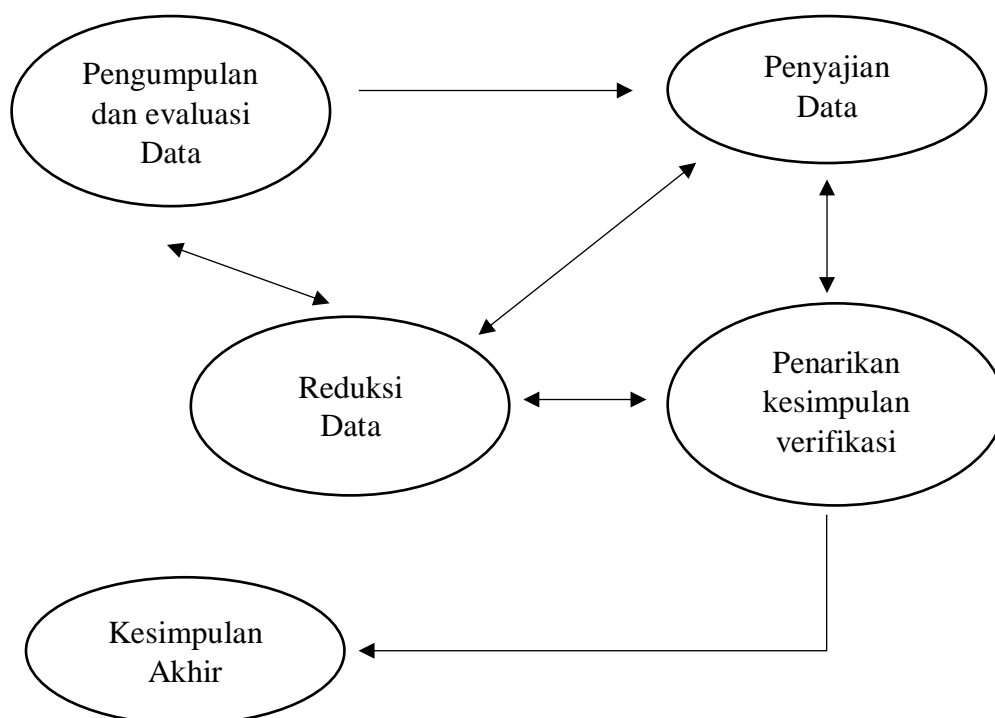 Pengumpulan
dan evaluasi
Data
Penyajian
Data
Reduksi
Data
Penarikan
kesimpulan
verifikasi
Kesimpulan
Akhir